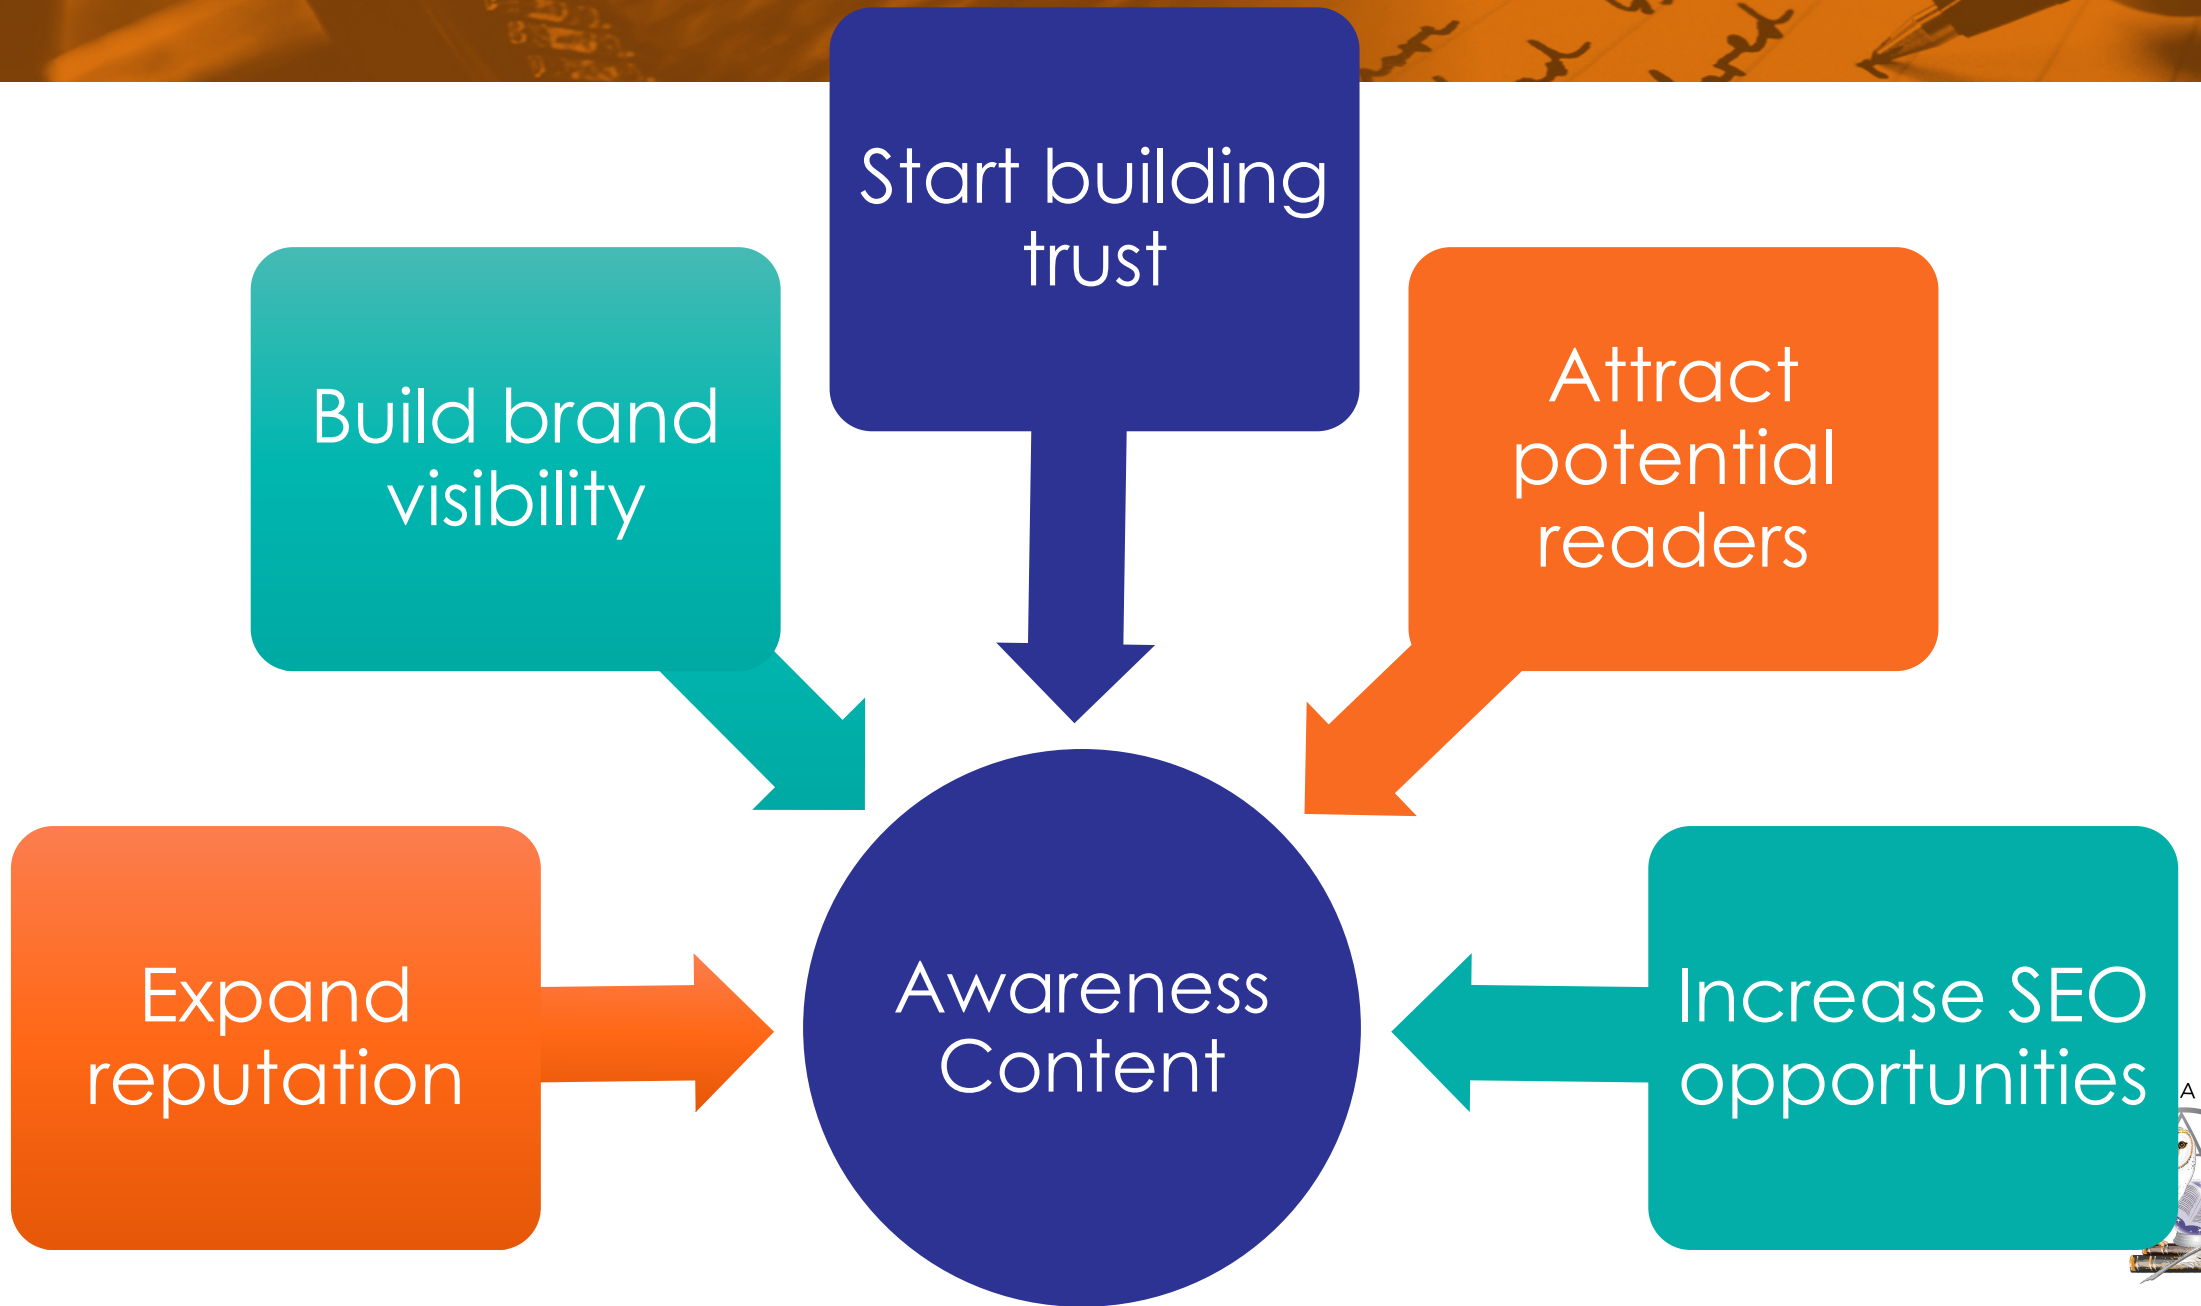 Start building
trust
Build brand
visibility
Attract
potential
readers
Expand
reputation
Awareness
Content
Increase SEO
opportunities
A